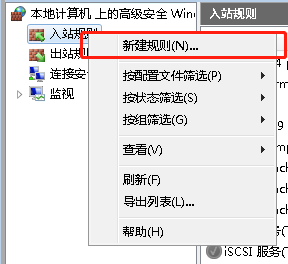 本地计算机 上的高级安全 Win
入站规则
入站规则
出站规
连接安
监视
新建规则(N)...
按配置文件筛选(P)
按状态筛选(S)
按组筛选(G)
查看(V)
刷新(F)
导出列表(L)...
帮助(H)
iSCSI 服务(T